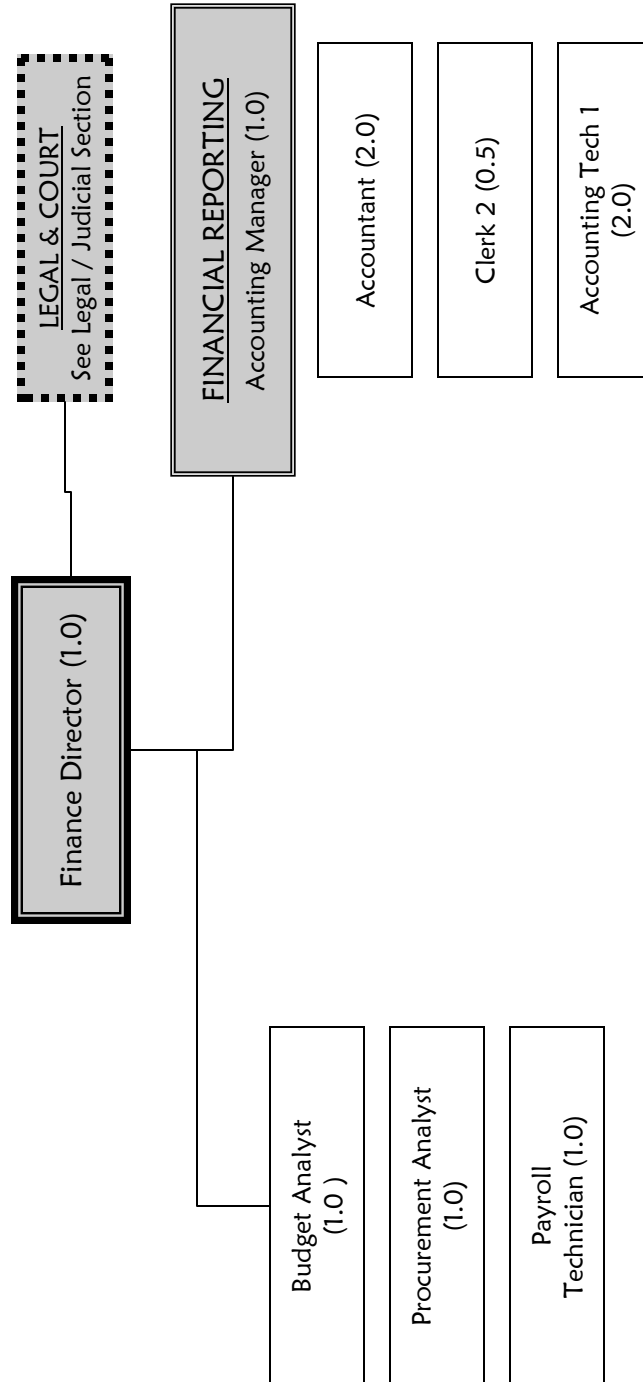 Finance Director (1.0)
LEGAL & COURT
See Legal / Judicial Section
FINANCIAL REPORTING
Accounting Manager (1.0)
Budget Analyst
(1.0 )
Procurement Analyst
(1.0)
Payroll
Technician (1.0)
Accountant (2.0)
Clerk 2 (0.5)
Accounting Tech 1
(2.0)